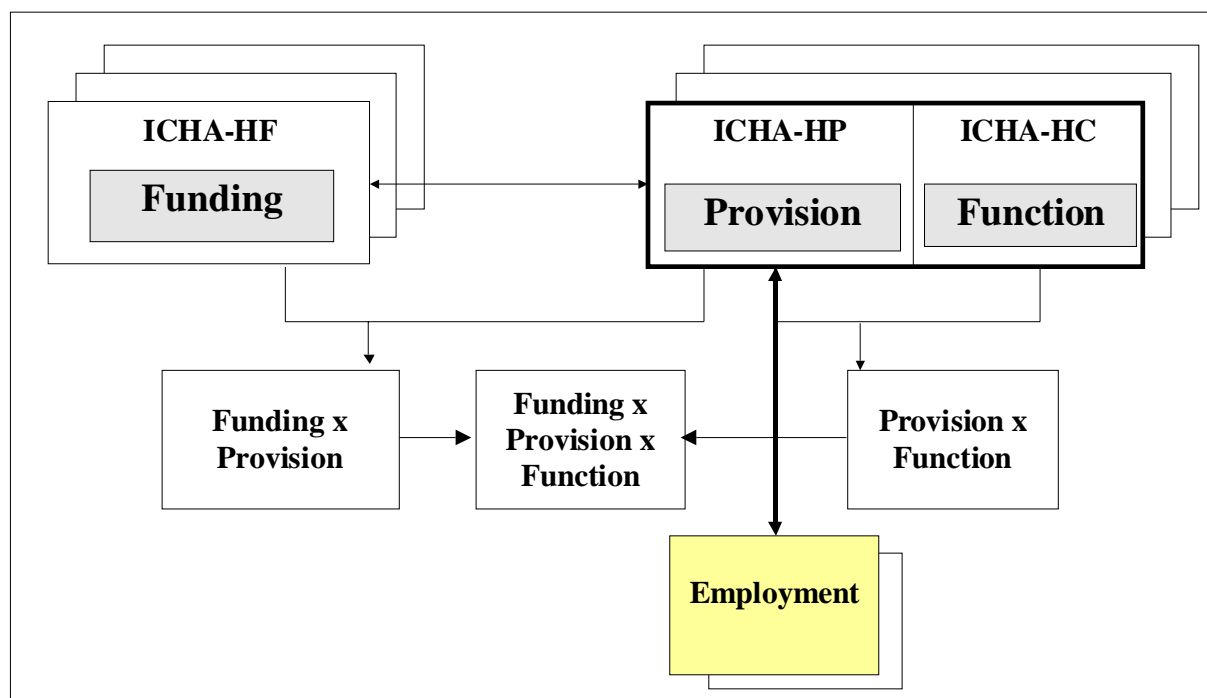 ICHA-HF
Funding
ICHA-HP
Provision
ICHA-HC
Function
Funding x
Provision
Funding x
Provision x
Function
Provision x
Function
Employment